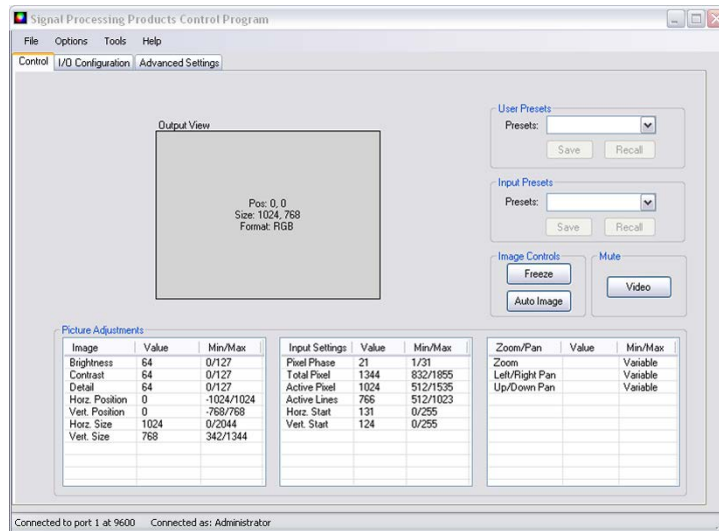 Signal Processing Products Control Program
File Options Tools Help
Control I/O Configuration Advanced Settings
Output View
Pos: 0, 0
Size: 1024, 768
Format: RGB
User Presets
Presets:
Save Recall
Input Presets
Presets:
Save Recall
Image Controls
Freeze
Auto Image
Mute
Video
Picture Adjustments
Image Value Min/Max
Brightness 64 0/127
Contrast 64 0/127
Detail 64 0/127
Horz. Position 0 -1024/1024
Vert. Position 0 -768/768
Horz. Size 1024 0/2044
Vert. Size 768 342/1344
Input Settings Value Min/Max
Pixel Phase 21 1/31
Total Pixel 1344 832/1855
Active Pixel 1024 512/1535
Active Lines 766 512/1023
Horz. Start 131 0/255
Vert. Start 124 0/255
Zoom/Pan Value Min/Max
Zoom Variable
Left/Right Pan Variable
Up/Down Pan Variable
Connected to port 1 at 9600 Connected as: Administrator